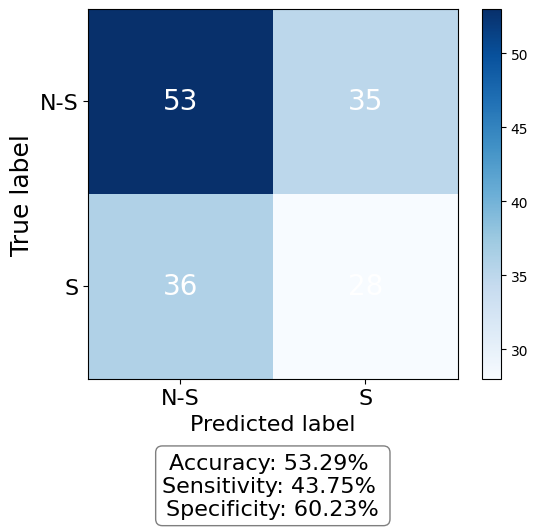 50
N-S
53
35
45
True label
40
35
S
36
28
30
N-S
S
Predicted label
Accuracy: 53.29%
Sensitivity: 43.75%
Specificity: 60.23%